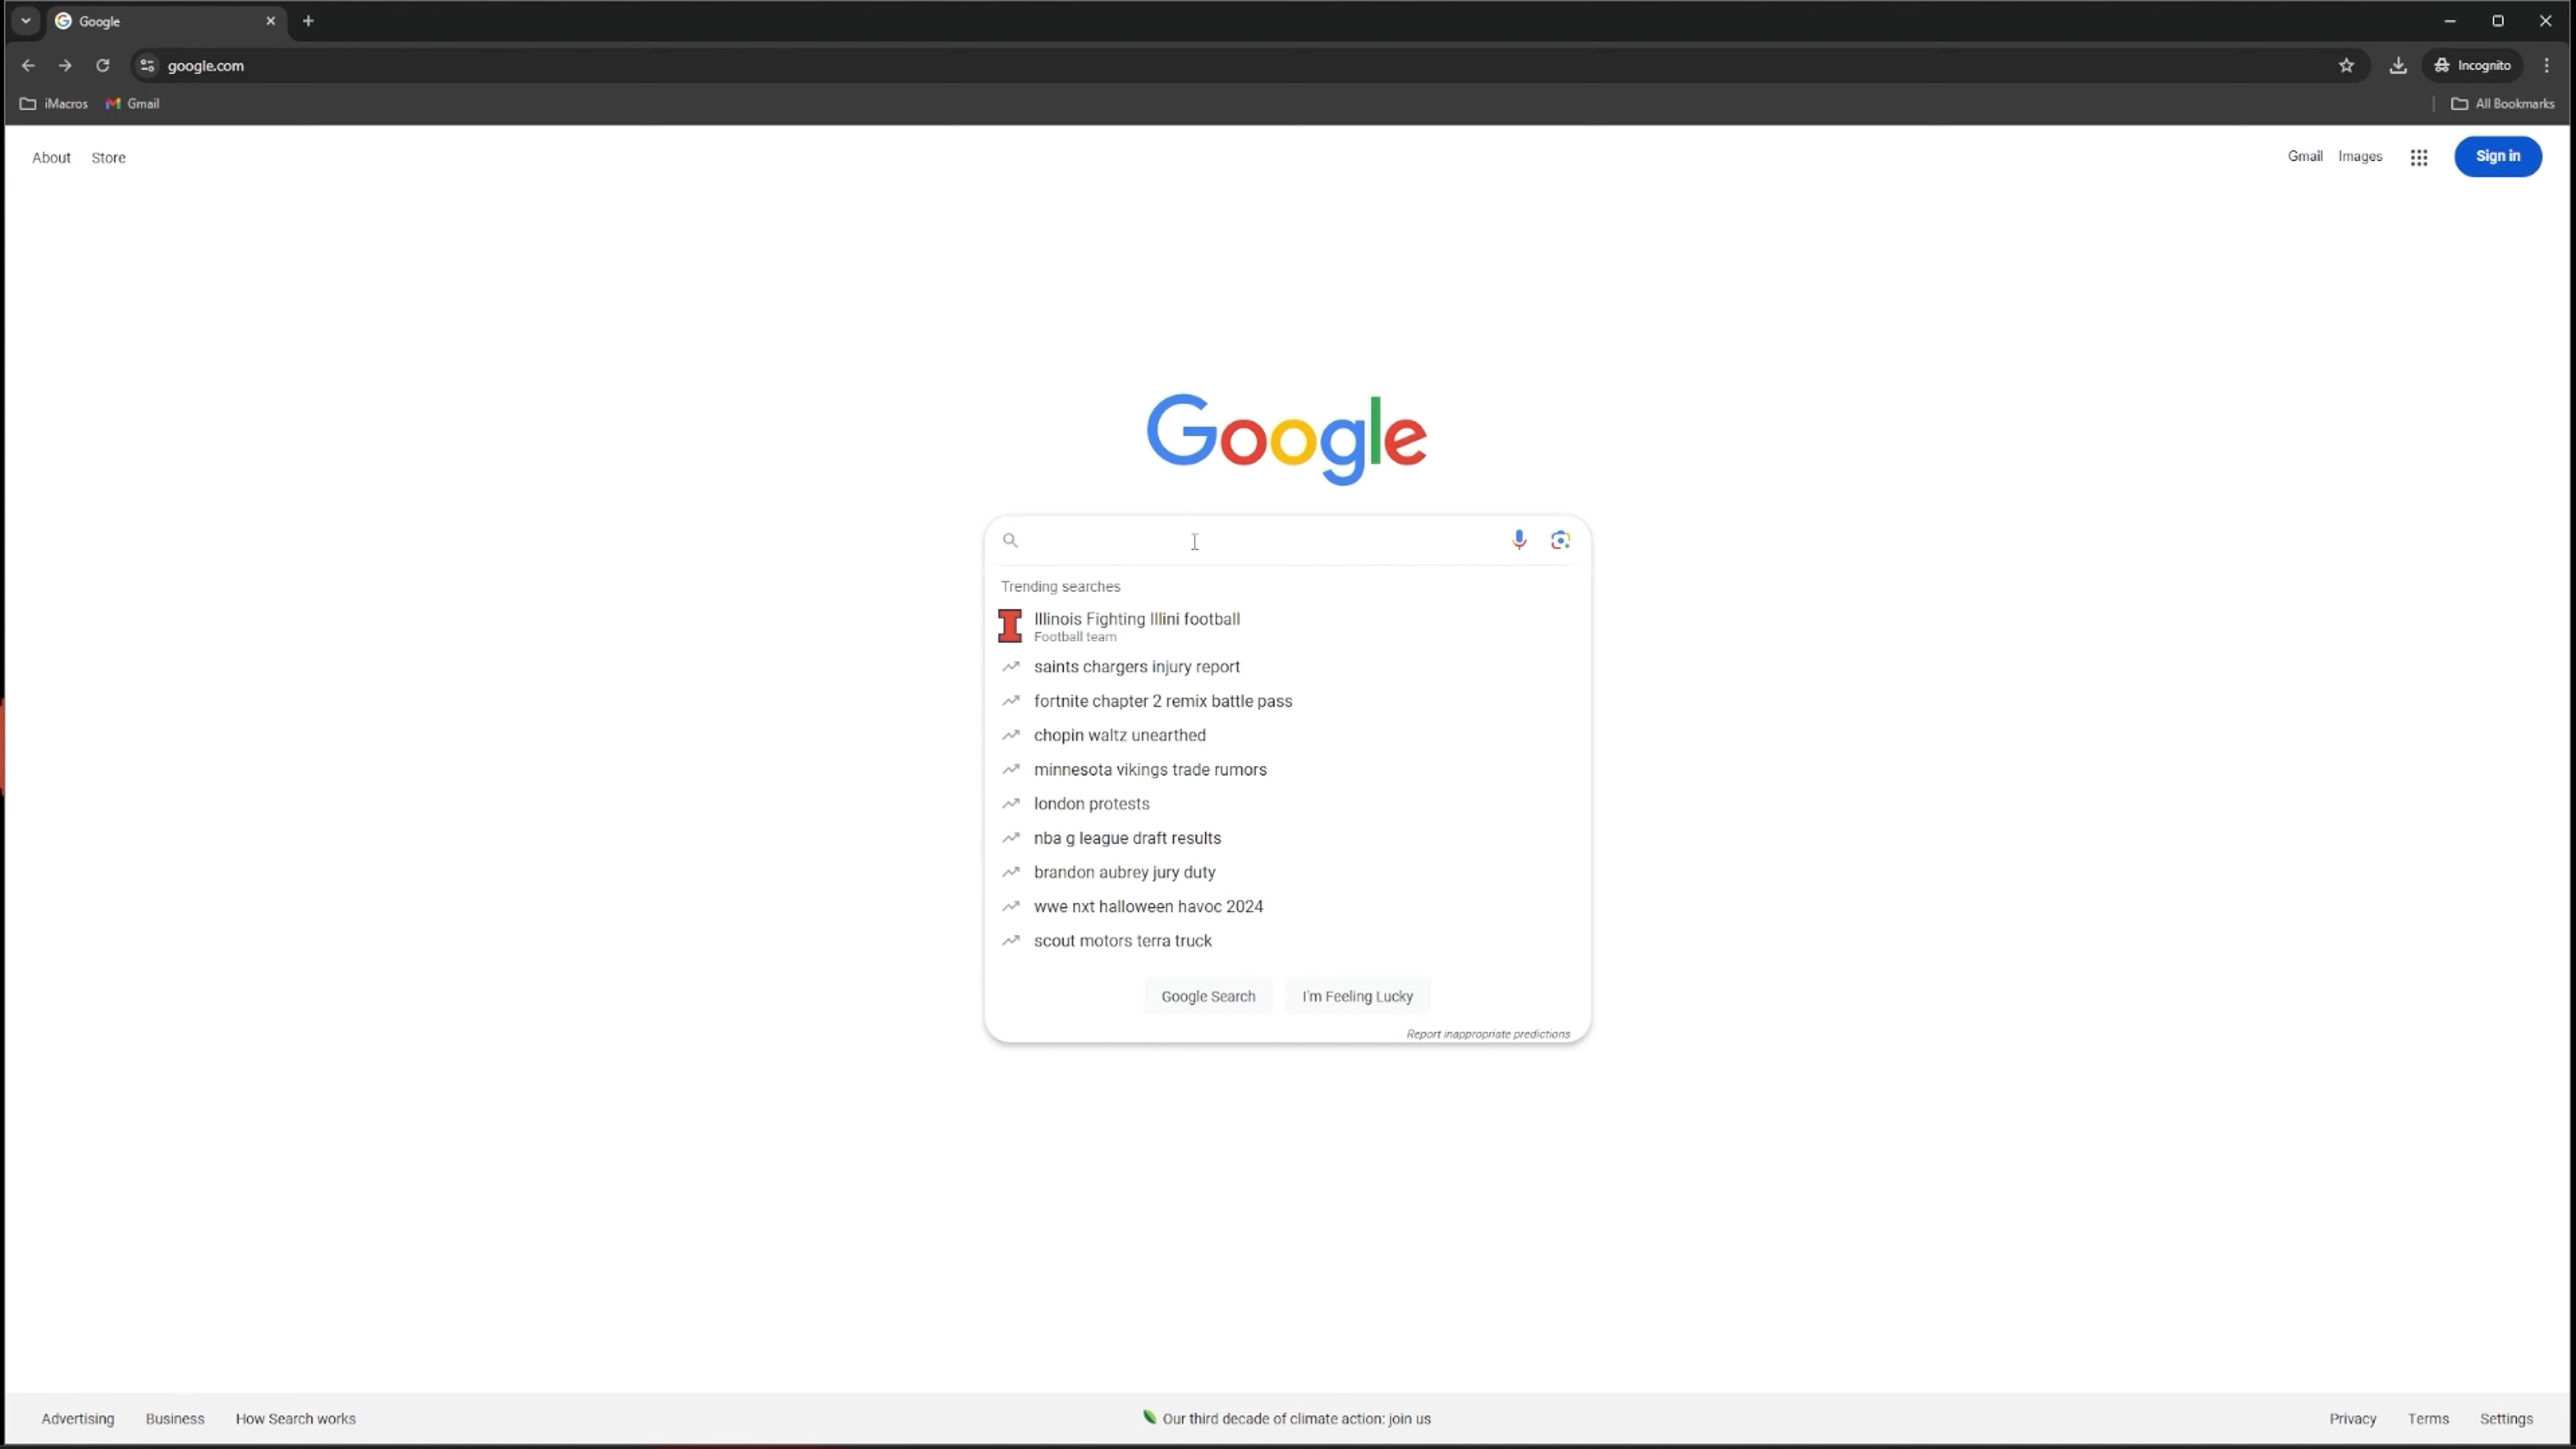 Google
google.com
Incognito
iMacros
Gmail
All Bookmarks
About
Store
Gmail
Images
Sign in
Google
Trending searches
Illinois Fighting Illini football
Football team
saints chargers injury report
fortnite chapter 2 remix battle pass
chopin waltz unearthed
minnesota vikings trade rumors
london protests
nba g league draft results
brandon aubrey jury duty
wwe nxt halloween havoc 2024
scout motors terra truck
Google Search
I'm Feeling Lucky
Report inappropriate predictions
Advertising
Business
How Search works
Our third decade of climate action: join us
Privacy
Terms
Settings